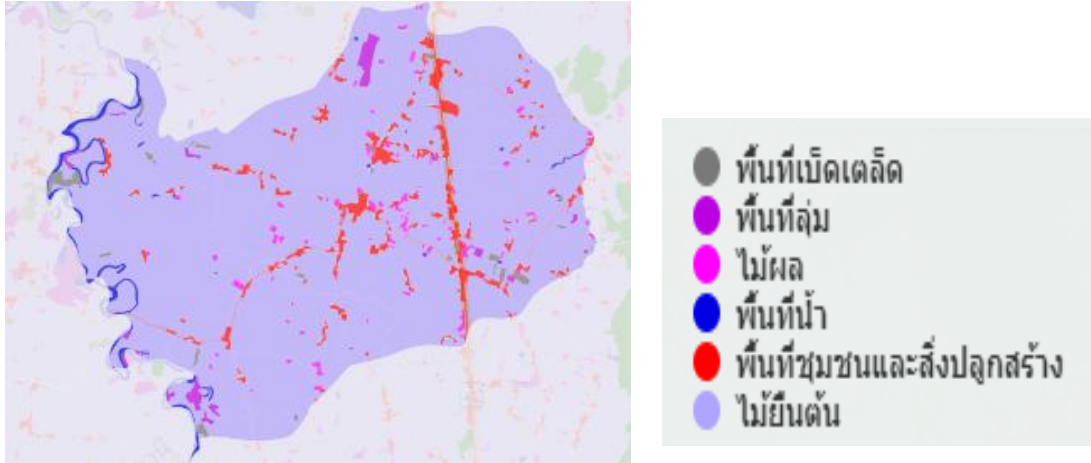 พื้นที่เบ็ดเตล็ด
พื้นที่ลุ่ม
ไม้ผล
พื้นที่น้ำ
พื้นที่ชุมชนและสิ่งปลูกสร้าง
ไม้ยืนต้น